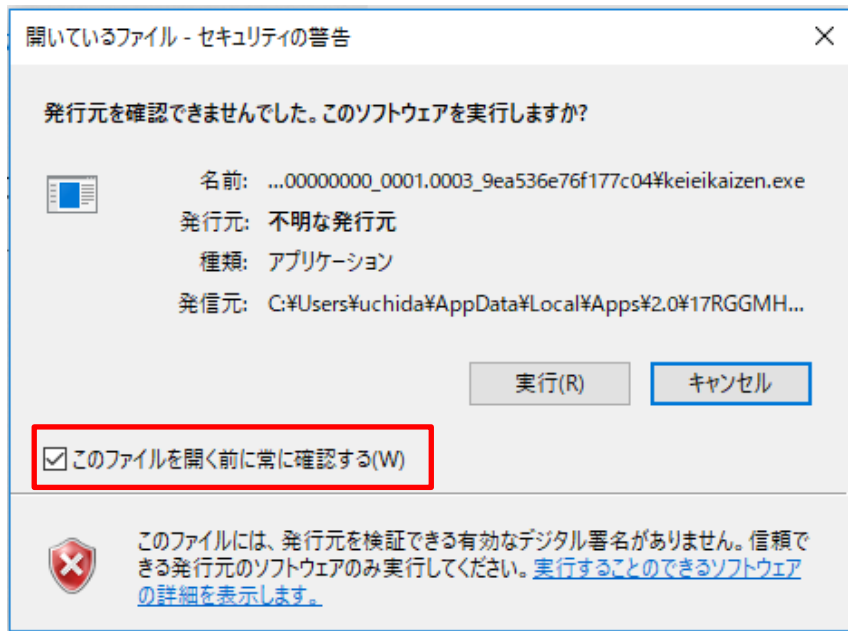 開いているファイル - セキュリティの警告
発行元を確認できませんでした。このソフトウェアを実行しますか?
名前: ...00000000_0001.0003_9ea536e76f177c04¥keieikaizen.exe
発行元: 不明な発行元
種類: アプリケーション
発信元: C:¥Users¥uchida¥AppData¥Local¥Apps¥2.0¥17RGGMH...
実行(R) キャンセル
このファイルを開く前に常に確認する(W)
このファイルには、発行元を検証できる有効なデジタル署名がありません。信頼で
きる発行元のソフトウェアのみ実行してください。実行することのできるソフトウェア
の詳細を表示します。